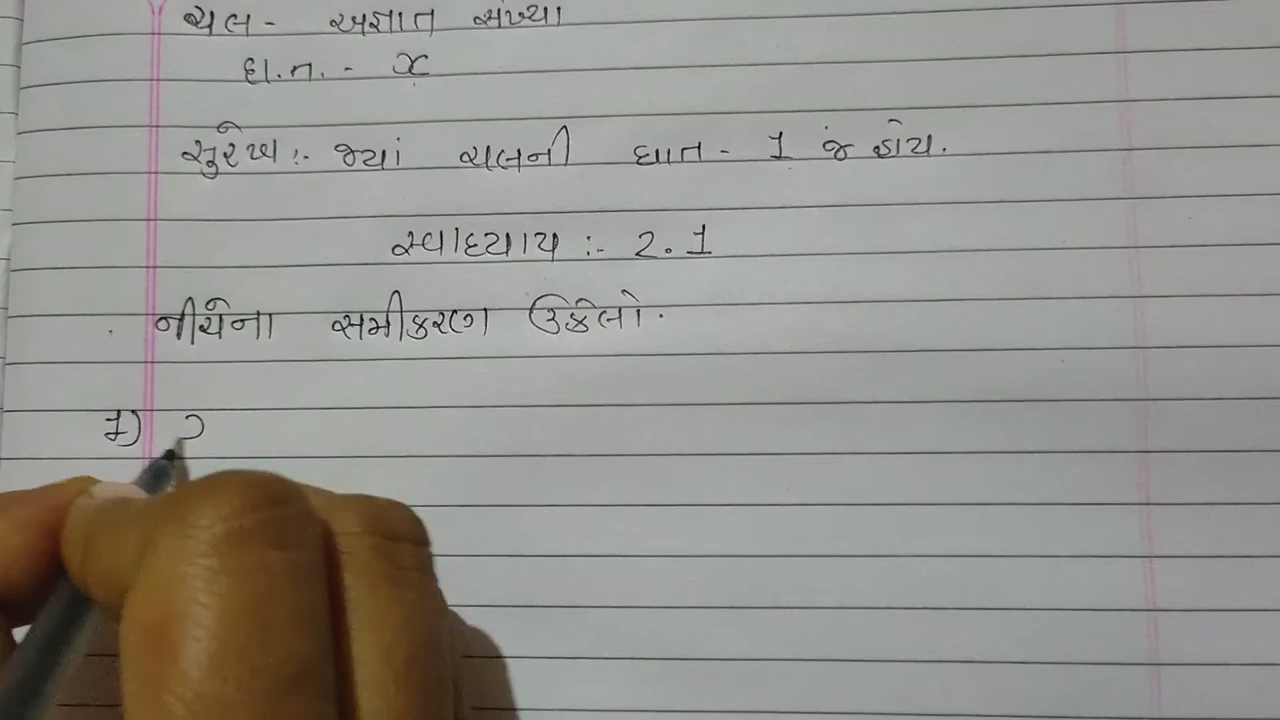 ચલ - અજ્ઞાત સંખ્યા
દા.ત. - x
સુરેખ :- જ્યાં ચલની ઘાત - 1 જ હોય.
સ્વાધ્યાય :- 2.1
નીચેના સમીકરણ ઉકેલો.
1)